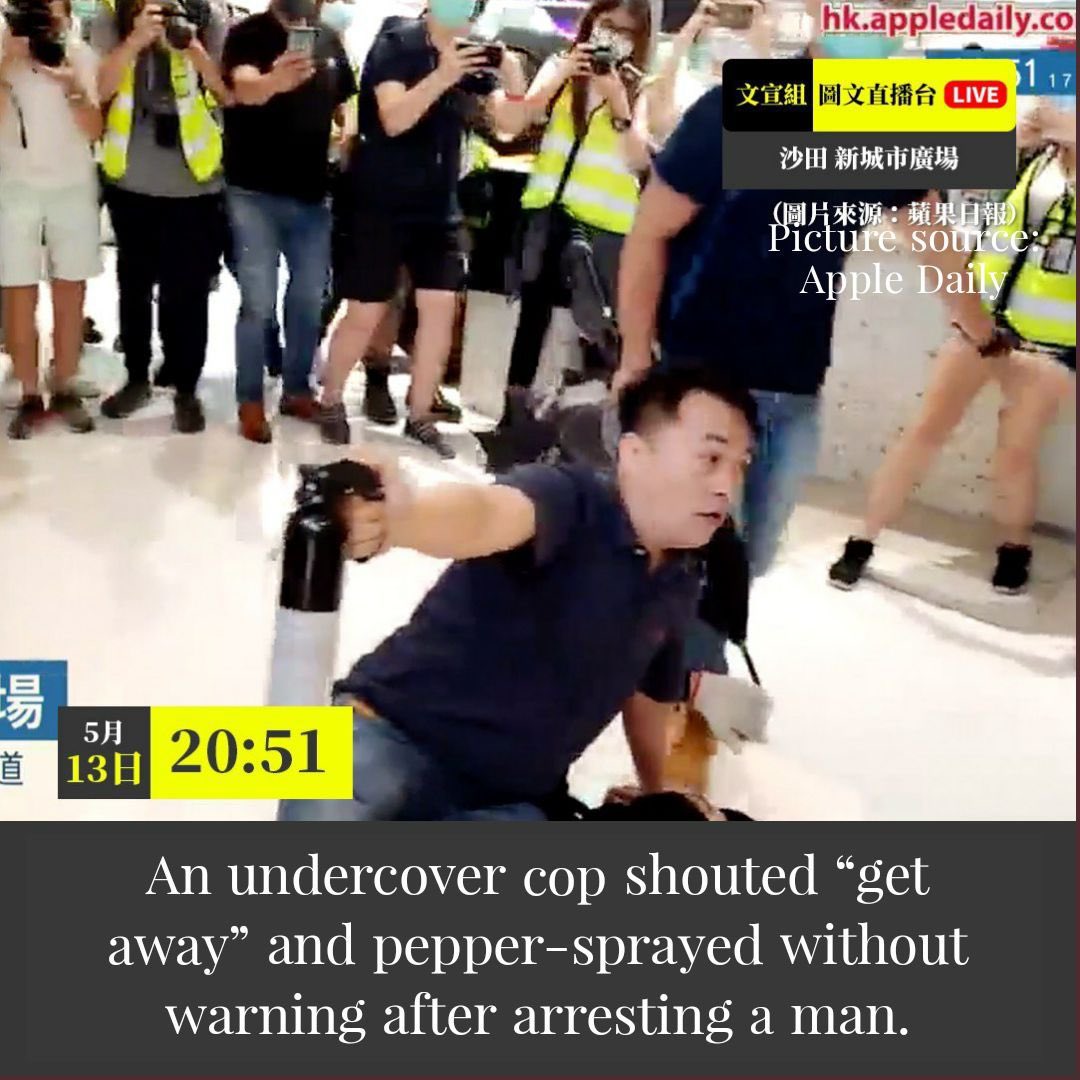 hk.appledaily.co
51 17
文宣組 圖文直播台 LIVE
沙田 新城市廣場
(圖片來源：蘋果日報)
Picture source:
Apple Daily
場
道
5月
13日 20:51
An undercover cop shouted “get
away” and pepper-sprayed without
warning after arresting a man.